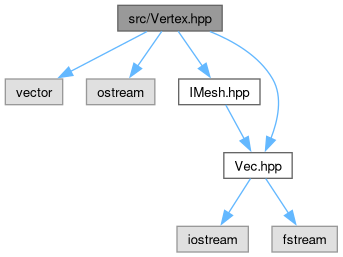 src/Vertex.hpp
vector
ostream
IMesh.hpp
Vec.hpp
iostream
fstream